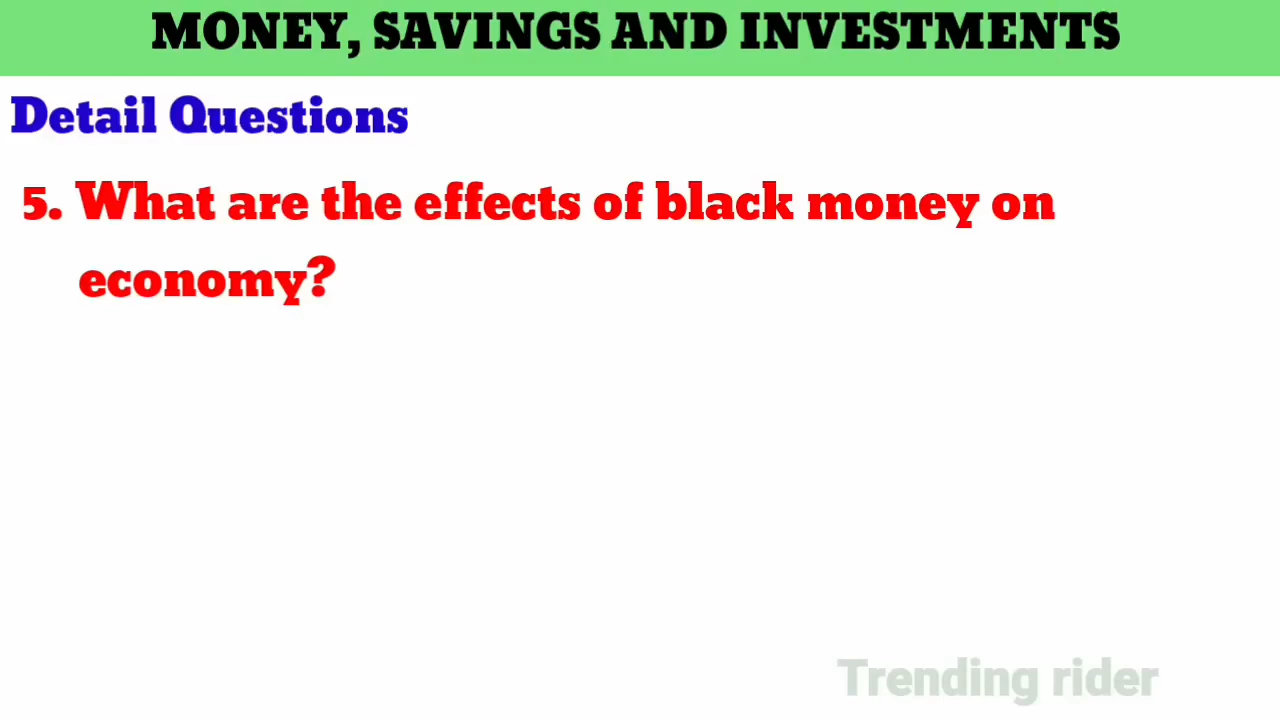 MONEY, SAVINGS AND INVESTMENTS
Detail Questions
5. What are the effects of black money on
economy?
Trending rider